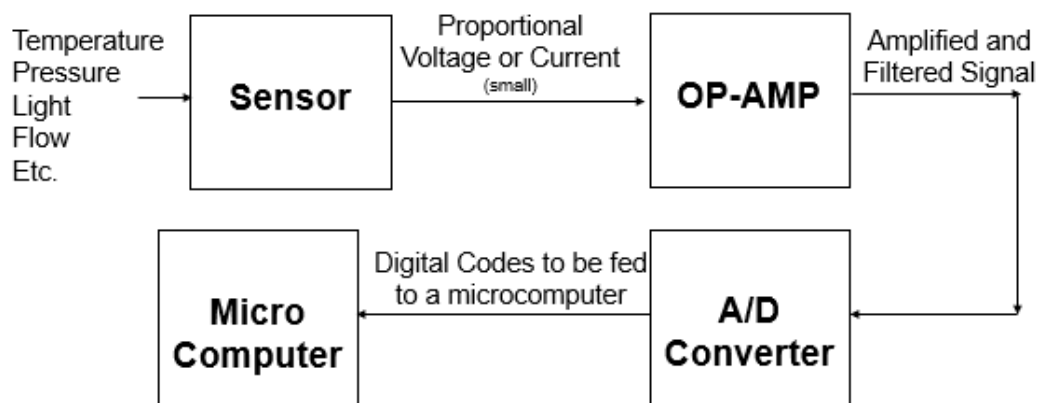 Temperature
Pressure
Light
Flow
Etc.
Sensor
Proportional
Voltage or Current
(small)
OP-AMP
Amplified and
Filtered Signal
Micro
Computer
Digital Codes to be fed
to a microcomputer
A/D
Converter